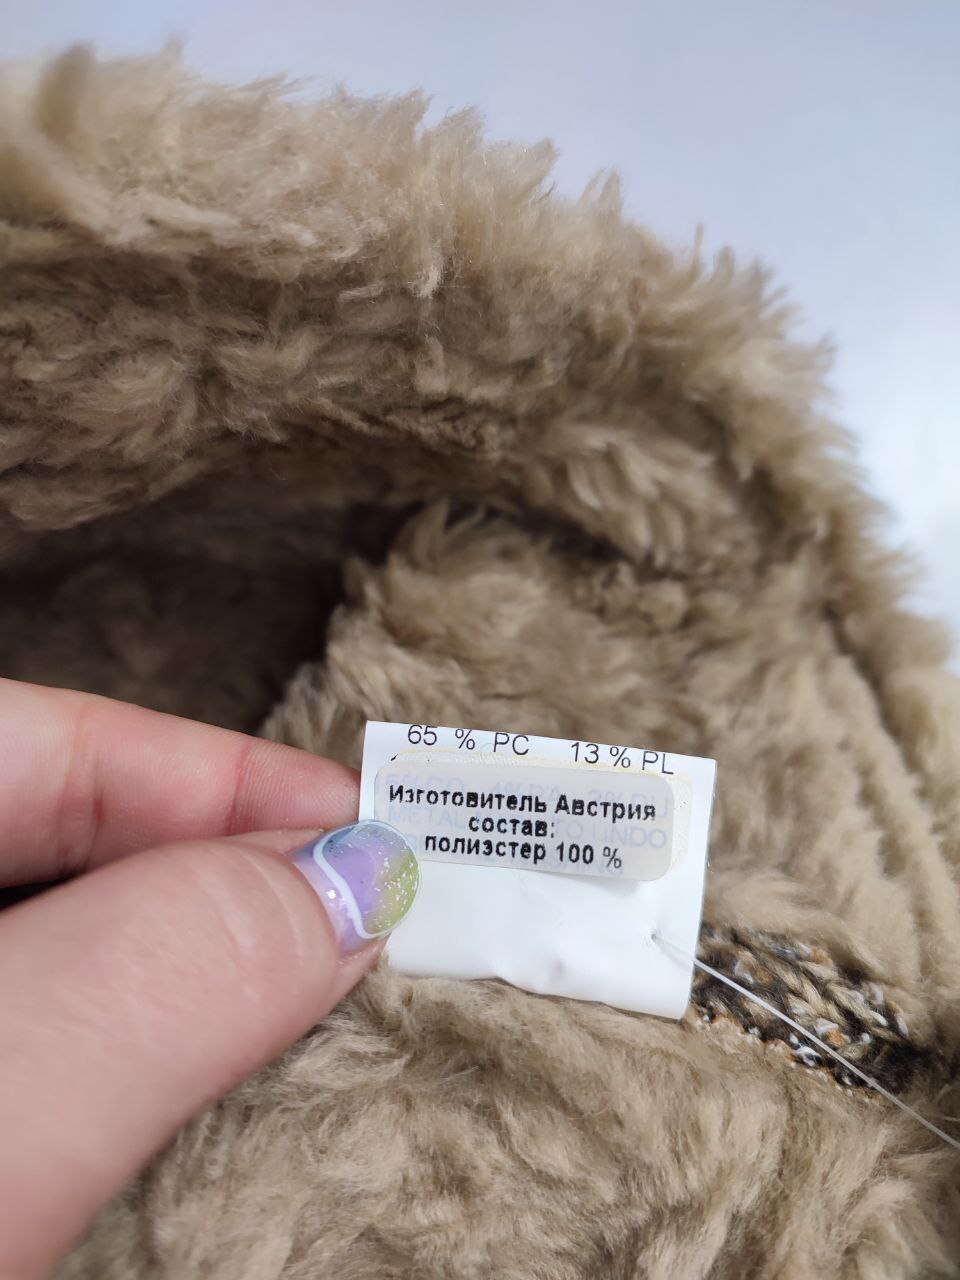 65 % PC 13 % PL
Изготовитель Австрия
состав:
полиэстер 100 %